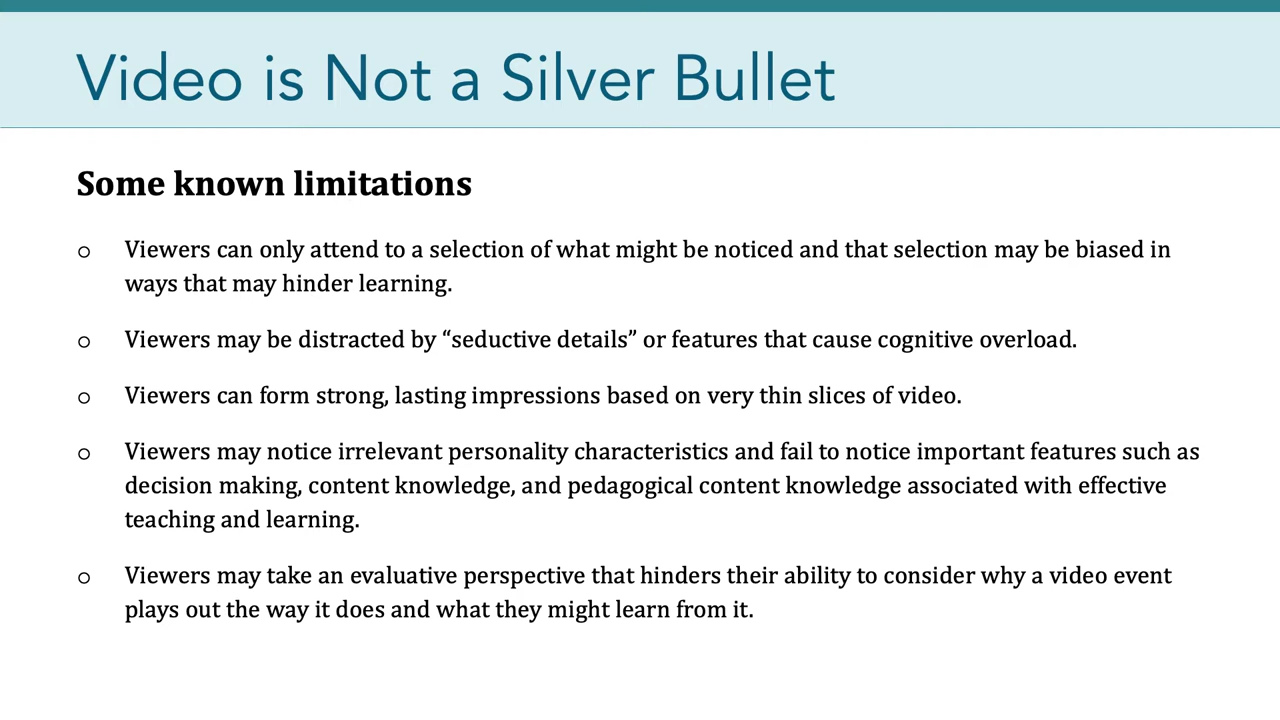 Video is Not a Silver Bullet
Some known limitations
o Viewers can only attend to a selection of what might be noticed and that selection may be biased in
ways that may hinder learning.
o Viewers may be distracted by “seductive details” or features that cause cognitive overload.
o Viewers can form strong, lasting impressions based on very thin slices of video.
o Viewers may notice irrelevant personality characteristics and fail to notice important features such as
decision making, content knowledge, and pedagogical content knowledge associated with effective
teaching and learning.
o Viewers may take an evaluative perspective that hinders their ability to consider why a video event
plays out the way it does and what they might learn from it.